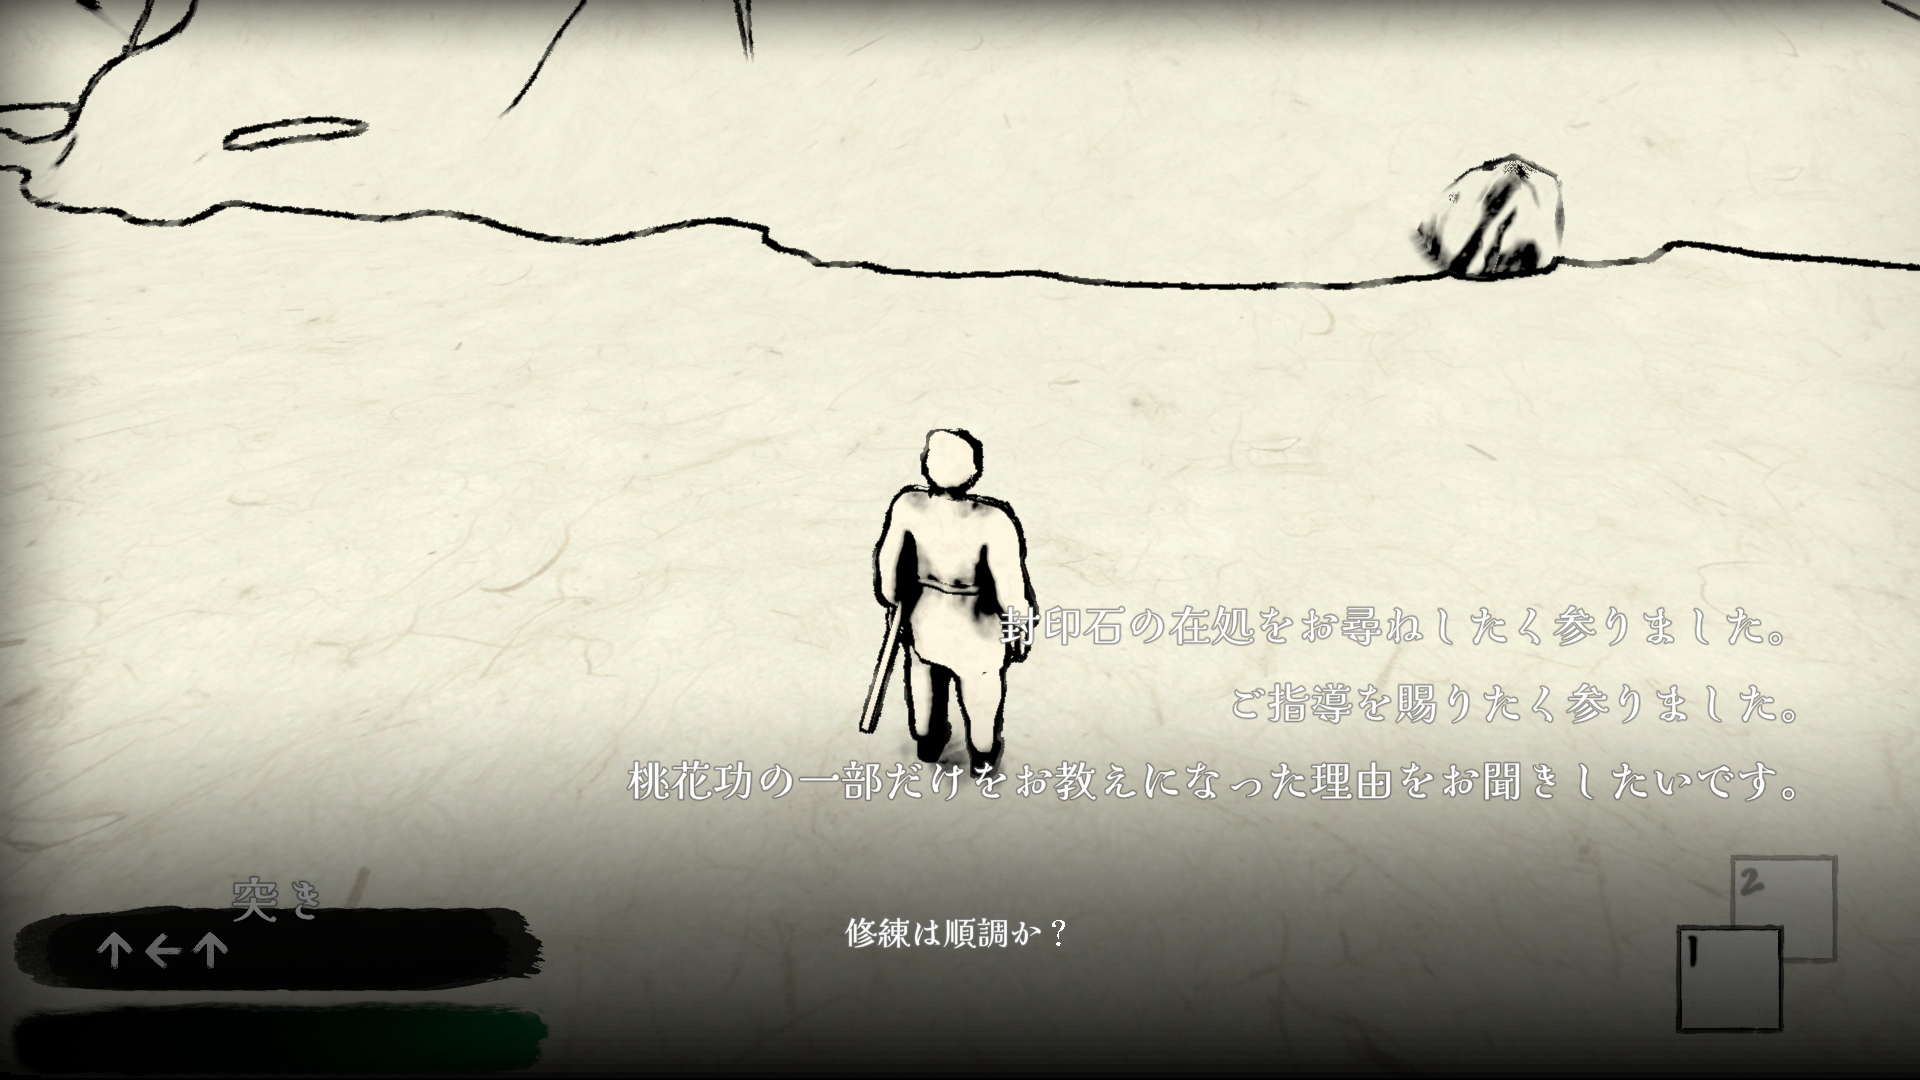 封印石の在処をお尋ねしたく参りました。
ご指導を賜りたく参りました。
桃花功の一部だけをお教えになった理由をお聞きしたいです。
突き
↑←↑
修練は順調か？
2
1